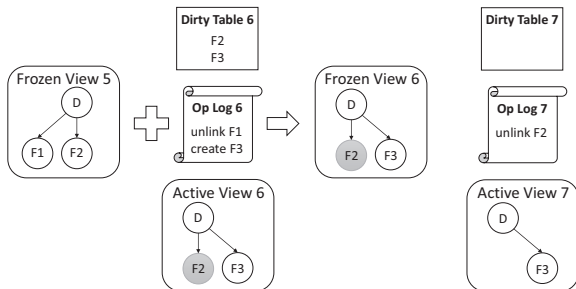 Dirty Table 6
F2
F3
Dirty Table 7
Frozen View 5
D
F1
F2
Op Log 6
unlink F1
create F3
Frozen View 6
D
F2
F3
Op Log 7
unlink F2
Active View 6
D
F2
F3
Active View 7
D
F3